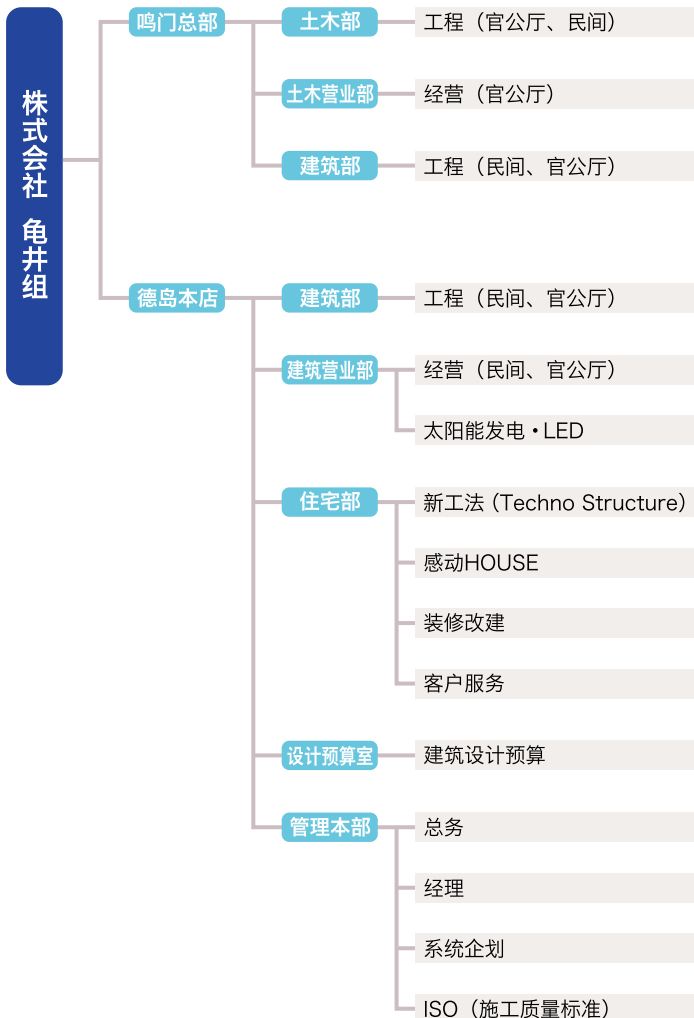 株式会社 亀井组
鸣门总部
土木部
工程（官公厅、民间）
土木营业部
经营（官公厅）
建筑部
工程（民间、官公厅）
德岛本店
建筑部
工程（民间、官公厅）
建筑营业部
经营（民间、官公厅）
太阳能发电・LED
住宅部
新工法（Techno Structure）
感动HOUSE
装修改建
客户服务
设计预算室
建筑设计预算
管理本部
总务
经理
系统企划
ISO（施工质量标准）